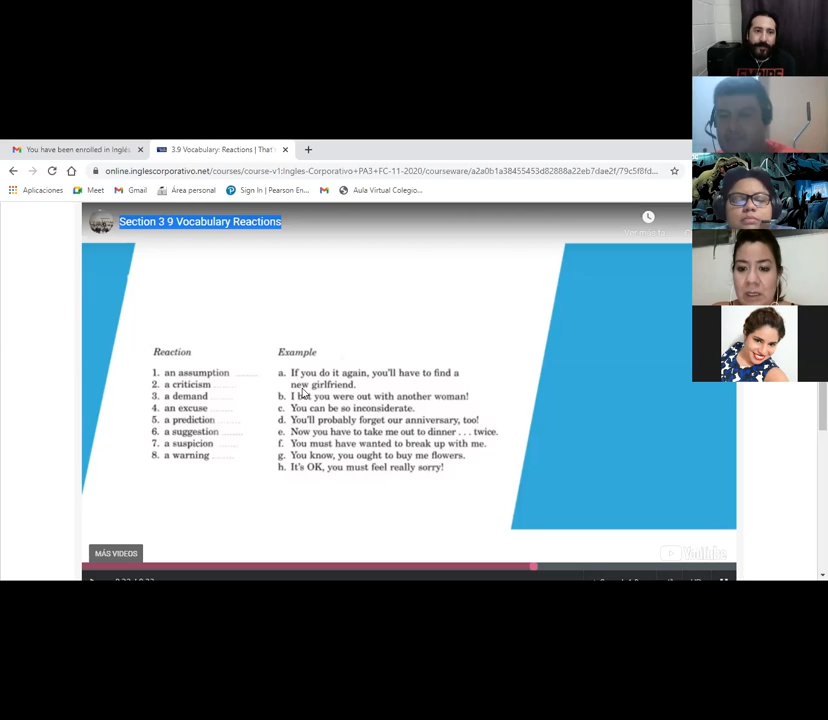 EMPIRE
You have been enrolled in Inglés
3.9 Vocabulary: Reactions | That'
online.inglescorporativo.net/courses/course-v1:Ingles-Corporativo+PA3+FC-11-2020/courseware/a2a0b1a38455453d82888a22eb7dae2f/79c5f8fd...
Aplicaciones Meet Gmail Área personal Sign In | Pearson En... Aula Virtual Colegio...
Section 3 9 Vocabulary Reactions
Ver más ta
Reaction Example
1. an assumption ........ a. If you do it again, you'll have to find a
2. a criticism ........ new girlfriend.
3. a demand ........ b. I bet you were out with another woman!
4. an excuse ........ c. You can be so inconsiderate.
5. a prediction ........ d. You'll probably forget our anniversary, too!
6. a suggestion ........ e. Now you have to take me out to dinner . . . twice.
7. a suspicion ........ f. You must have wanted to break up with me.
8. a warning ........ g. You know, you ought to buy me flowers.
h. It's OK, you must feel really sorry!
MÁS VIDEOS
YouTube